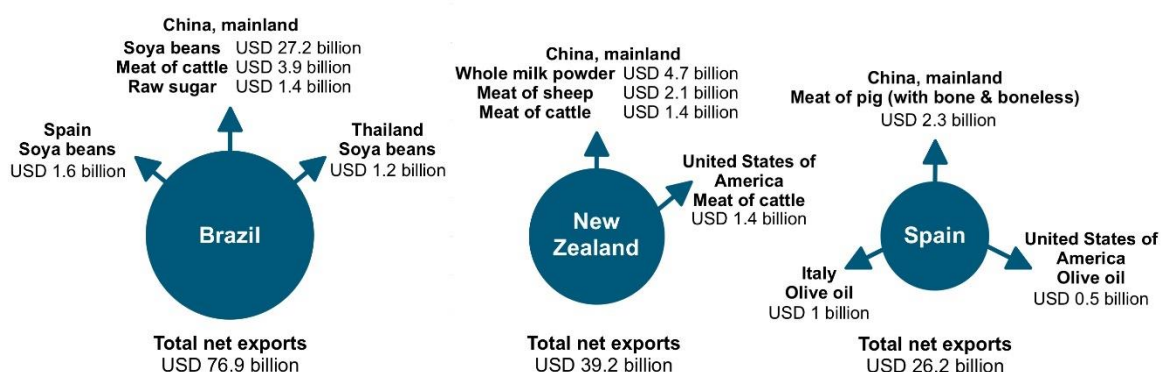 China, mainland
Soya beans USD 27.2 billion
Meat of cattle USD 3.9 billion
Raw sugar USD 1.4 billion
Spain
Soya beans
USD 1.6 billion
Thailand
Soya beans
USD 1.2 billion
Brazil
Total net exports
USD 76.9 billion
China, mainland
Whole milk powder USD 4.7 billion
Meat of sheep USD 2.1 billion
Meat of cattle USD 1.4 billion
United States of
America
Meat of cattle
USD 1.4 billion
New
Zealand
Total net exports
USD 39.2 billion
China, mainland
Meat of pig (with bone & boneless)
USD 2.3 billion
Spain
Italy
Olive oil
USD 1 billion
United States of
America
Olive oil
USD 0.5 billion
Total net exports
USD 26.2 billion